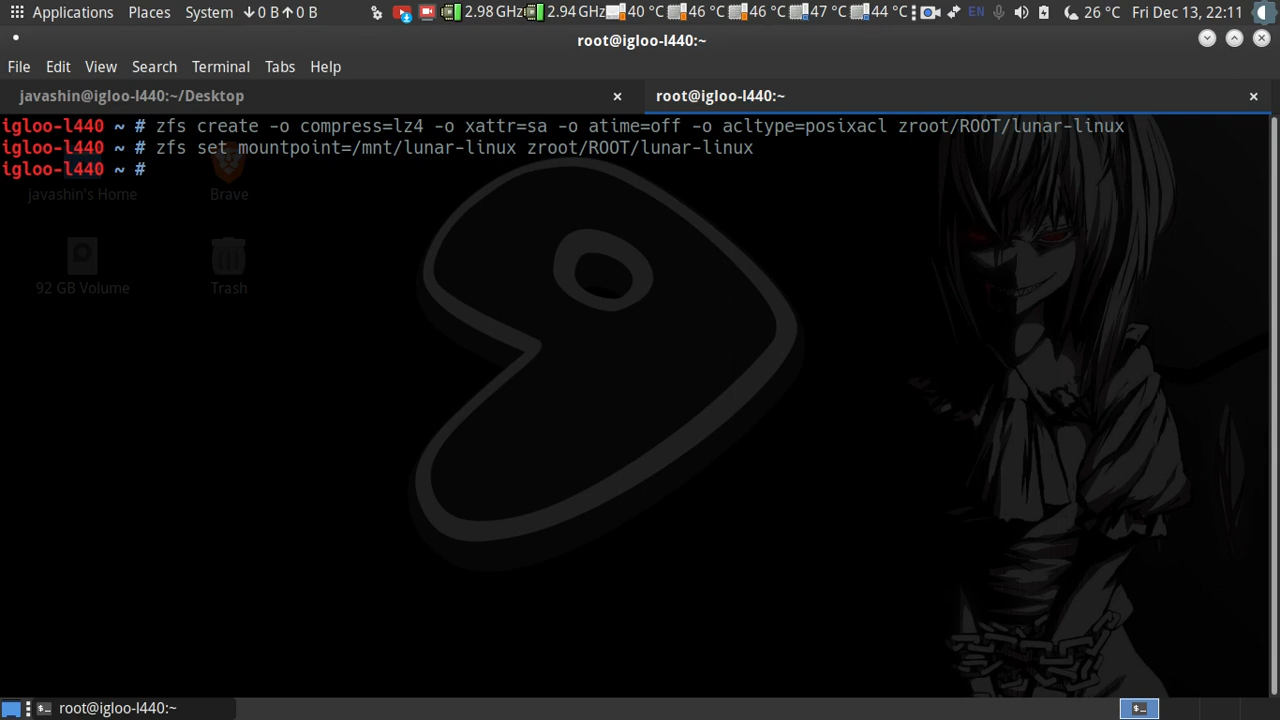 Applications Places System 0 B 0 B 2.98 GHz 2.94 GHz 40 °C 46 °C 46 °C 47 °C 44 °C EN 26 °C Fri Dec 13, 22:11
root@igloo-l440:~
File Edit View Search Terminal Tabs Help
javashin@igloo-l440:~/Desktop × root@igloo-l440:~ ×
igloo-l440 ~ # zfs create -o compress=lz4 -o xattr=sa -o atime=off -o acltype=posixacl zroot/ROOT/lunar-linux
igloo-l440 ~ # zfs set mountpoint=/mnt/lunar-linux zroot/ROOT/lunar-linux
igloo-l440 ~ #
javashin's Home Brave
92 GB Volume Trash
root@igloo-l440:~